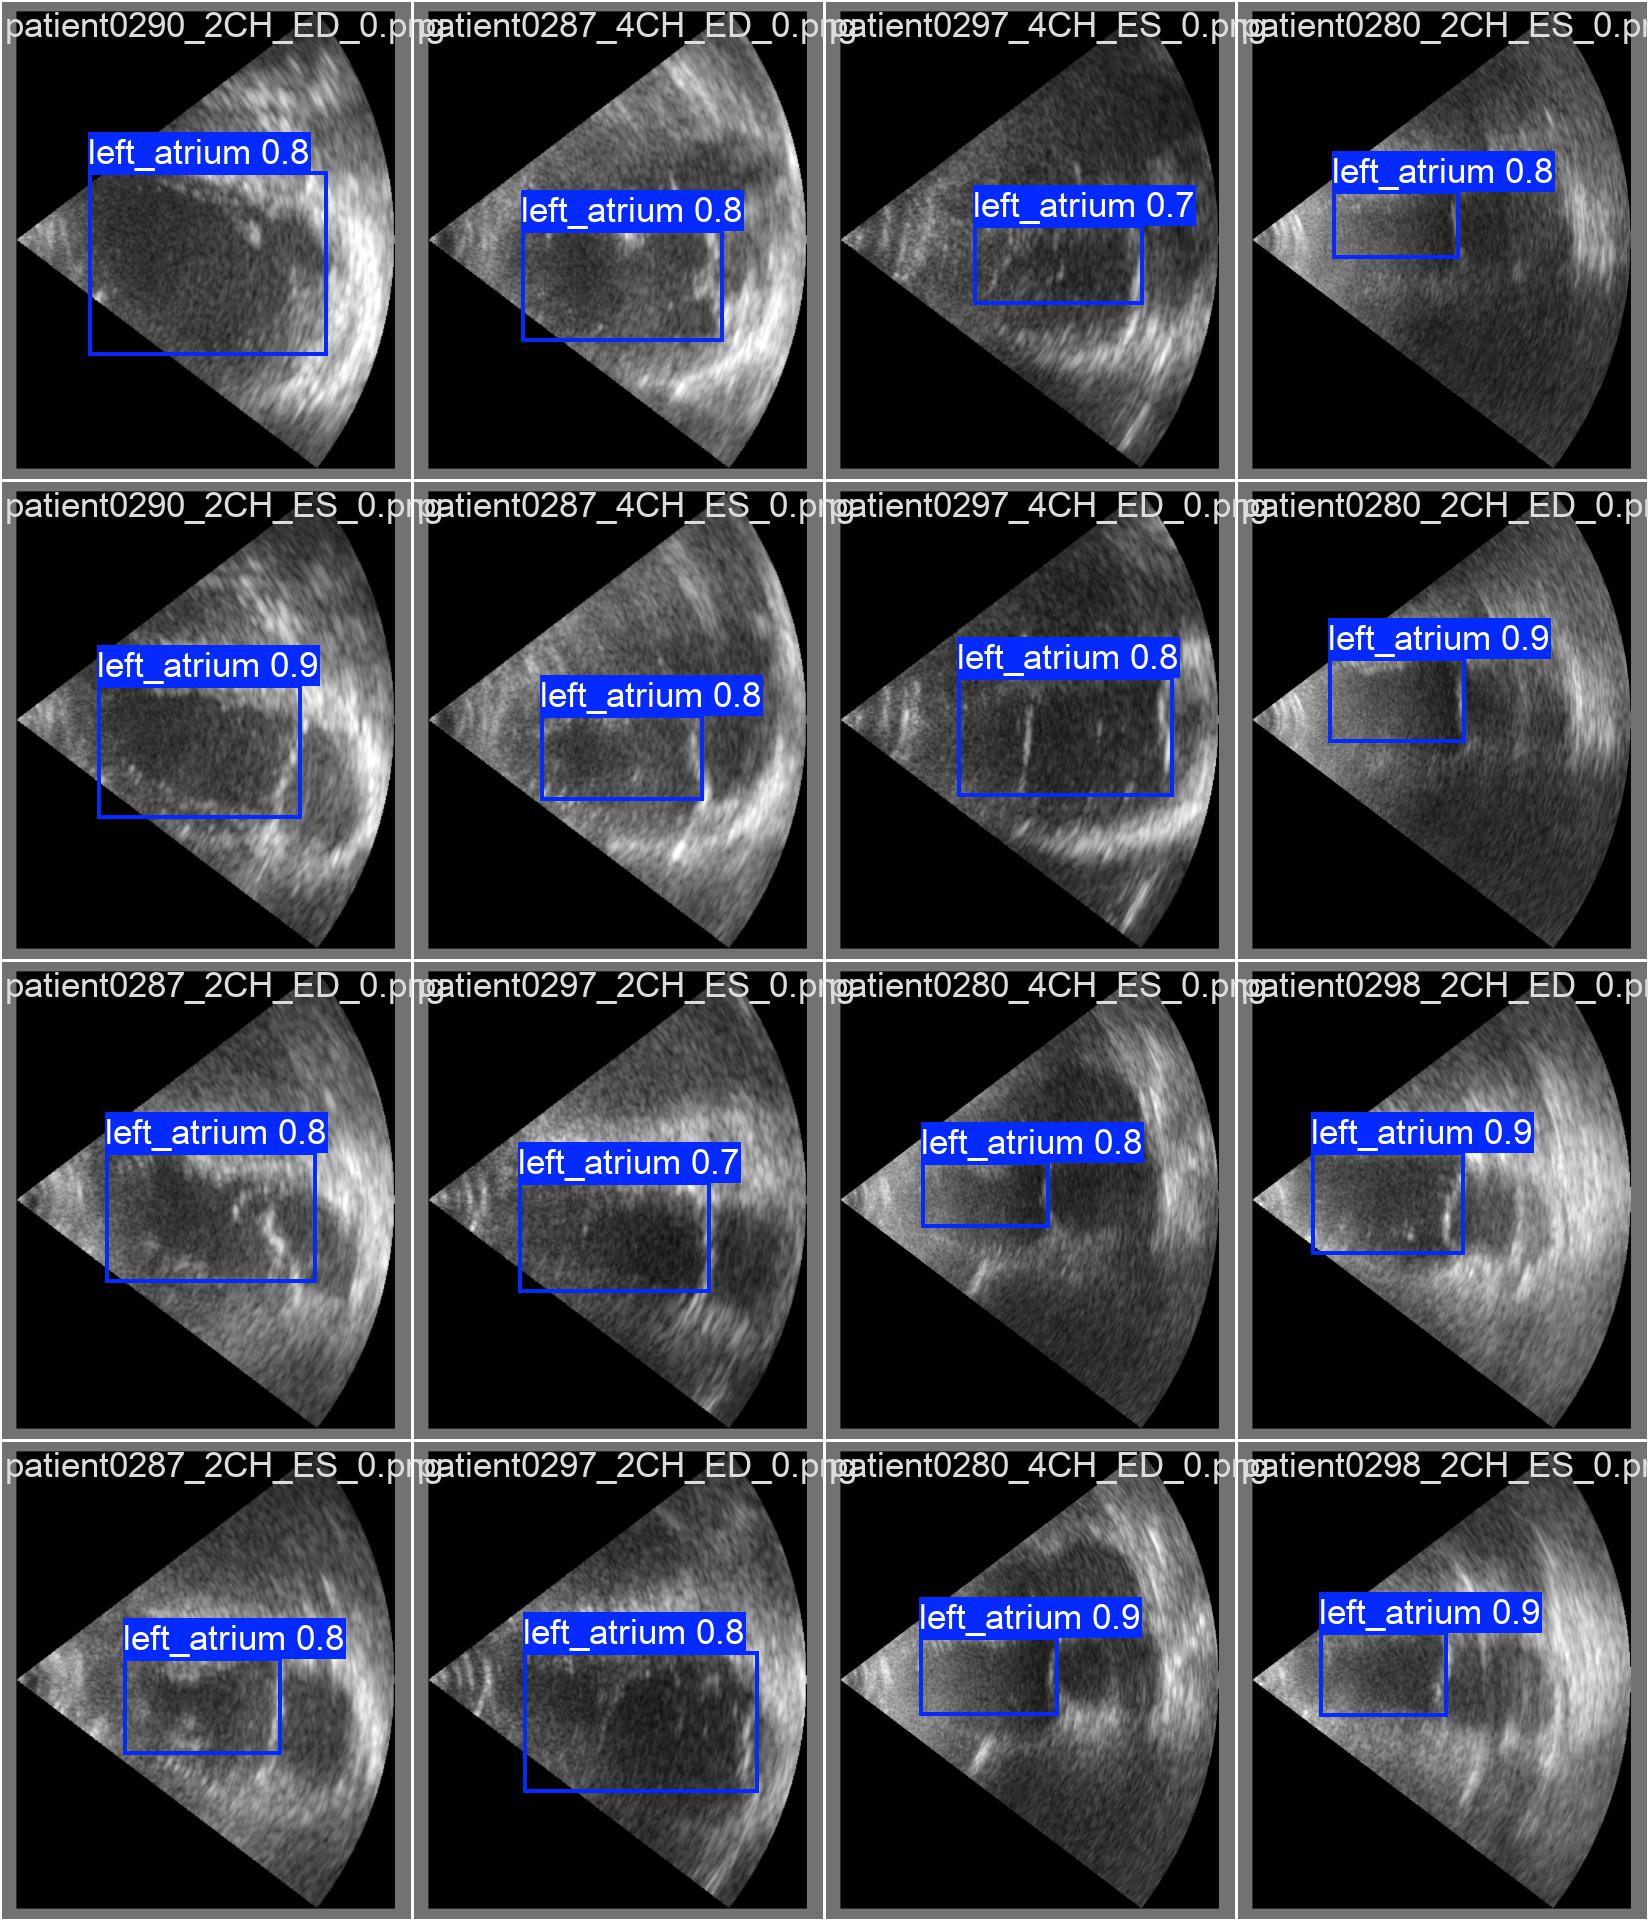 patient0290_2CH_ED_0.png
patient0287_4CH_ED_0.png
patient0297_4CH_ES_0.png
patient0280_2CH_ES_0.pr
left_atrium 0.8
left_atrium 0.8
left_atrium 0.7
left_atrium 0.8
patient0290_2CH_ES_0.png
patient0287_4CH_ES_0.png
patient0297_4CH_ED_0.png
patient0280_2CH_ED_0.pr
left_atrium 0.9
left_atrium 0.8
left_atrium 0.8
left_atrium 0.9
patient0287_2CH_ED_0.png
patient0297_2CH_ES_0.png
patient0280_4CH_ES_0.png
patient0298_2CH_ED_0.pr
left_atrium 0.8
left_atrium 0.7
left_atrium 0.8
left_atrium 0.9
patient0287_2CH_ES_0.png
patient0297_2CH_ED_0.png
patient0280_4CH_ED_0.png
patient0298_2CH_ES_0.pr
left_atrium 0.8
left_atrium 0.8
left_atrium 0.9
left_atrium 0.9